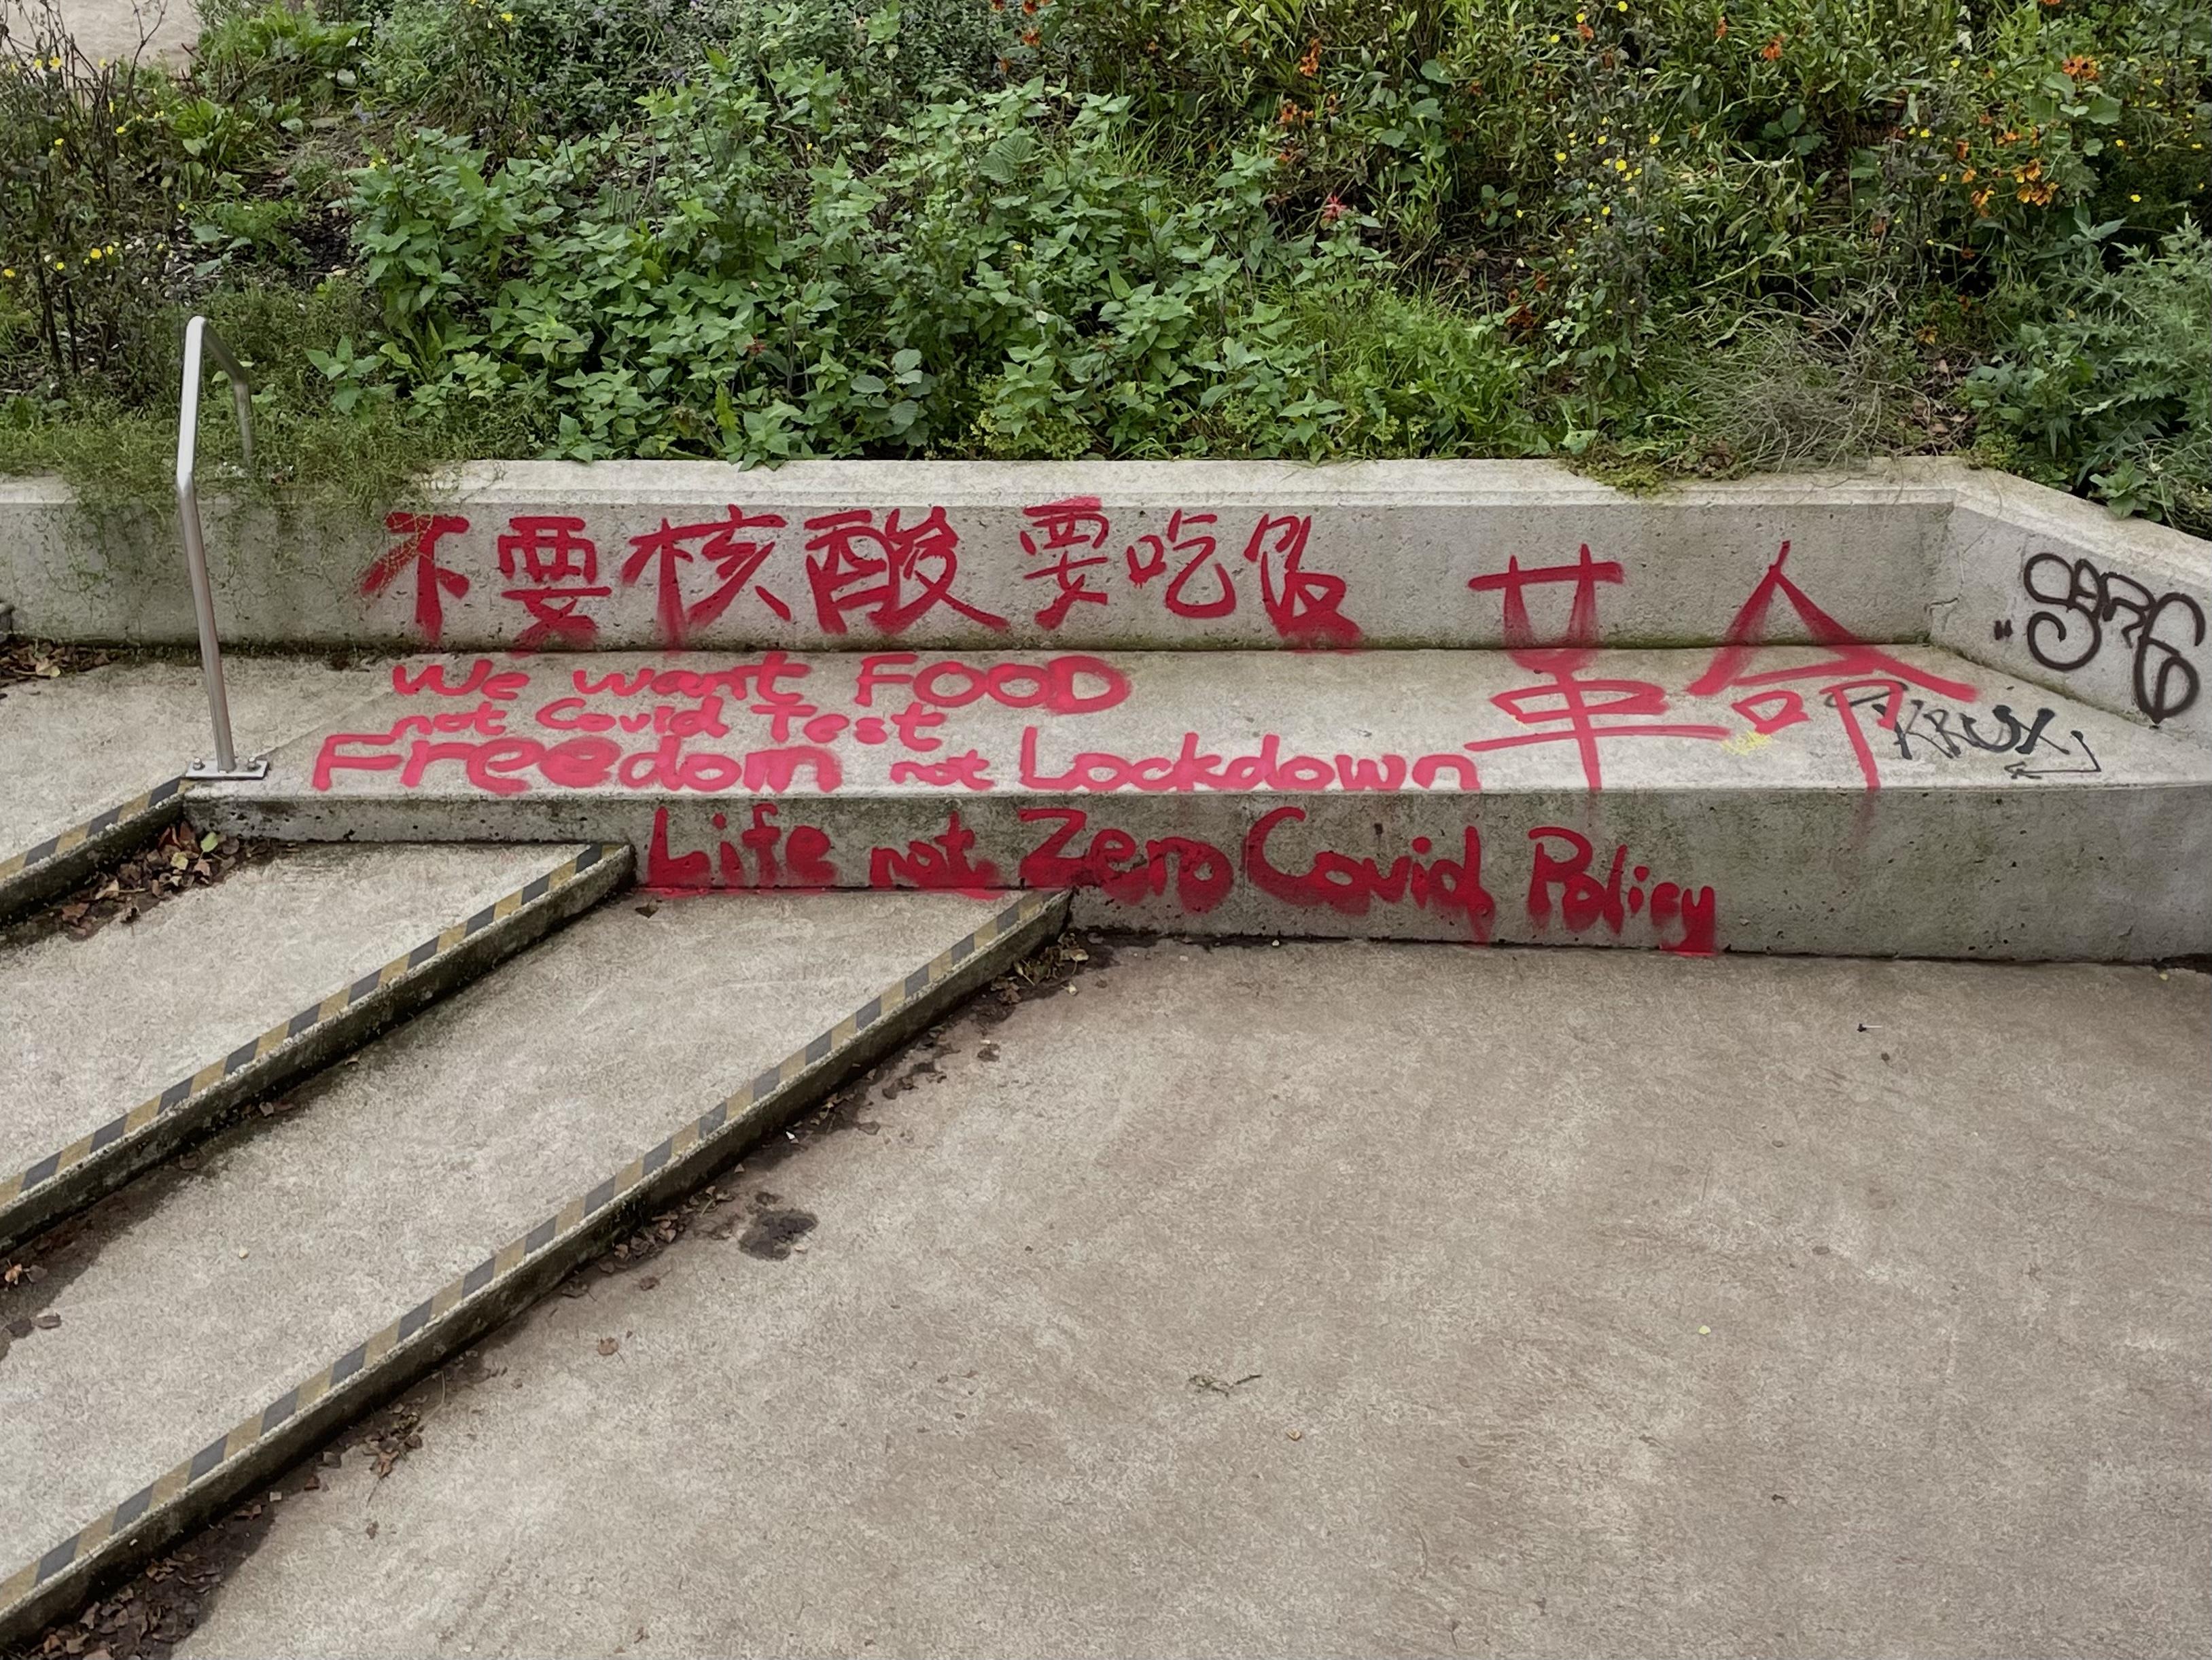 不要核酸 要吃饭
革命
We want FOOD
not Covid Test
Freedom not Lockdown
Life not Zero Covid Policy
KRUX